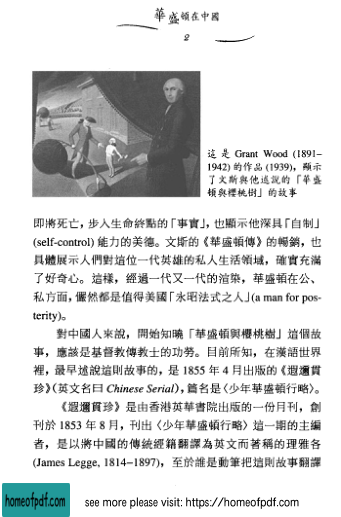 華盛頓在中國
2
這是 Grant Wood (1891–
1942) 的作品 (1939)，顯示
了文斯與他述說的「華盛
頓與櫻桃樹」的故事
即將死亡，步入生命終點的「事實」，也顯示他深具「自制」
(self-control) 能力的美德。文斯的《華盛頓傳》的暢銷，也
具體展示人們對這位一代英雄的私人生活領域，確實充滿
了好奇心。這樣，經過一代又一代的渲染，華盛頓在公、
私方面，儼然都是值得美國「永昭法式之人」(a man for pos-
terity)。
對中國人來說，開始知曉「華盛頓與櫻桃樹」這個故
事，應該是基督教傳教士的功勞。目前所知，在漢語世界
裡，最早述說這則故事的，是 1855 年 4 月出版的《遐邇貫
珍》(英文名曰 Chinese Serial)，篇名是〈少年華盛頓行略〉。
《遐邇貫珍》是由香港英華書院出版的一份月刊，創
刊於 1853 年 8 月，刊出〈少年華盛頓行略〉這一期的主編
者，是以將中國的傳統經籍翻譯為英文而著稱的理雅各
(James Legge, 1814–1897)，至於誰是動筆把這則故事翻譯
homeofpdf.com
see more please visit: https://homeofpdf.com